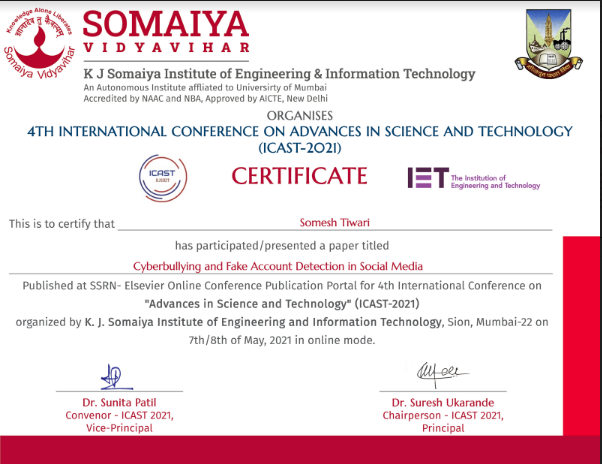 Knowledge Alone Liberates
Somaiya Vidyavihar
SOMAIYA
VIDYAVIHAR
K J Somaiya Institute of Engineering & Information Technology
An Autonomous Institute affliated to Univerisrty of Mumbai
Accredited by NAAC and NBA, Approved by AICTE, New Delhi
ORGANISES
4TH INTERNATIONAL CONFERENCE ON ADVANCES IN SCIENCE AND TECHNOLOGY
(ICAST-2021)
ICAST
CERTIFICATE
IET The Institution of
Engineering and Technology
This is to certify that Somesh Tiwari
has participated/presented a paper titled
Cyberbullying and Fake Account Detection in Social Media
Published at SSRN- Elsevier Online Conference Publication Portal for 4th International Conference on
"Advances in Science and Technology" (ICAST-2021)
organized by K. J. Somaiya Institute of Engineering and Information Technology, Sion, Mumbai-22 on
7th/8th of May, 2021 in online mode.
Dr. Sunita Patil
Convenor - ICAST 2021,
Vice-Principal
Dr. Suresh Ukarande
Chairperson - ICAST 2021,
Principal